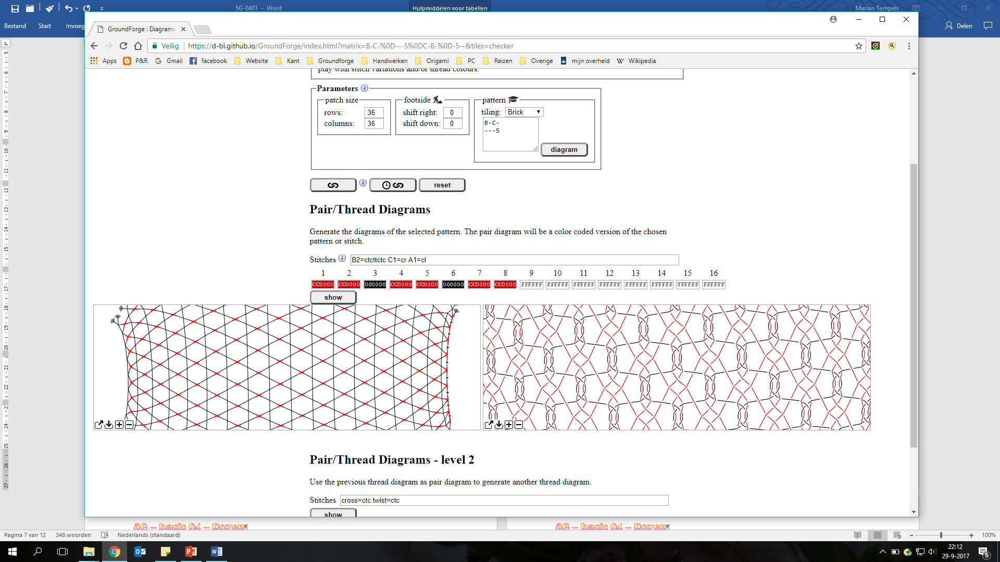 5G-0401 - Word
Hulpmiddelen voor tabellen
Marian Tempels
Bestand
Start
Invoeg
Delen
GroundForge : Diagrams
Veilig
https://d-bl.github.io/GroundForge/index.html?matrix=B-C-%0D---5%0DC-B-%0D-5--&tiles=checker
Apps
P&R
Gmail
facebook
Website
Kant
Groundforge
Handwerken
Origami
PC
Reizen
Overige
mijn overheid
Wikipedia
play with stitch variations and/or thread colours.
Parameters
patch size
rows: 36
columns: 36
footside
shift right: 0
shift down: 0
pattern
tiling: Brick
B-C-
---5
diagram
reset
Pair/Thread Diagrams
Generate the diagrams of the selected pattern. The pair diagram will be a color coded version of the chosen
pattern or stitch.
Stitches B2=ctcttctc C1=cr A1=cl
1 2 3 4 5 6 7 8 9 10 11 12 13 14 15 16
CC0000 CC0000 000000 CC0000 CC0000 000000 CC0000 CC0000 FFFFFF FFFFFF FFFFFF FFFFFF FFFFFF FFFFFF FFFFFF FFFFFF
show
Pair/Thread Diagrams - level 2
Use the previous thread diagram as pair diagram to generate another thread diagram.
Stitches cross=ctc twist=ctc
show
5G – basis 04 – Rozen¶
5G – basis 04 – Rozen¶
Pagina 7 van 12
348 woorden
Nederlands (standaard)
100%
22:12
29-9-2017
6